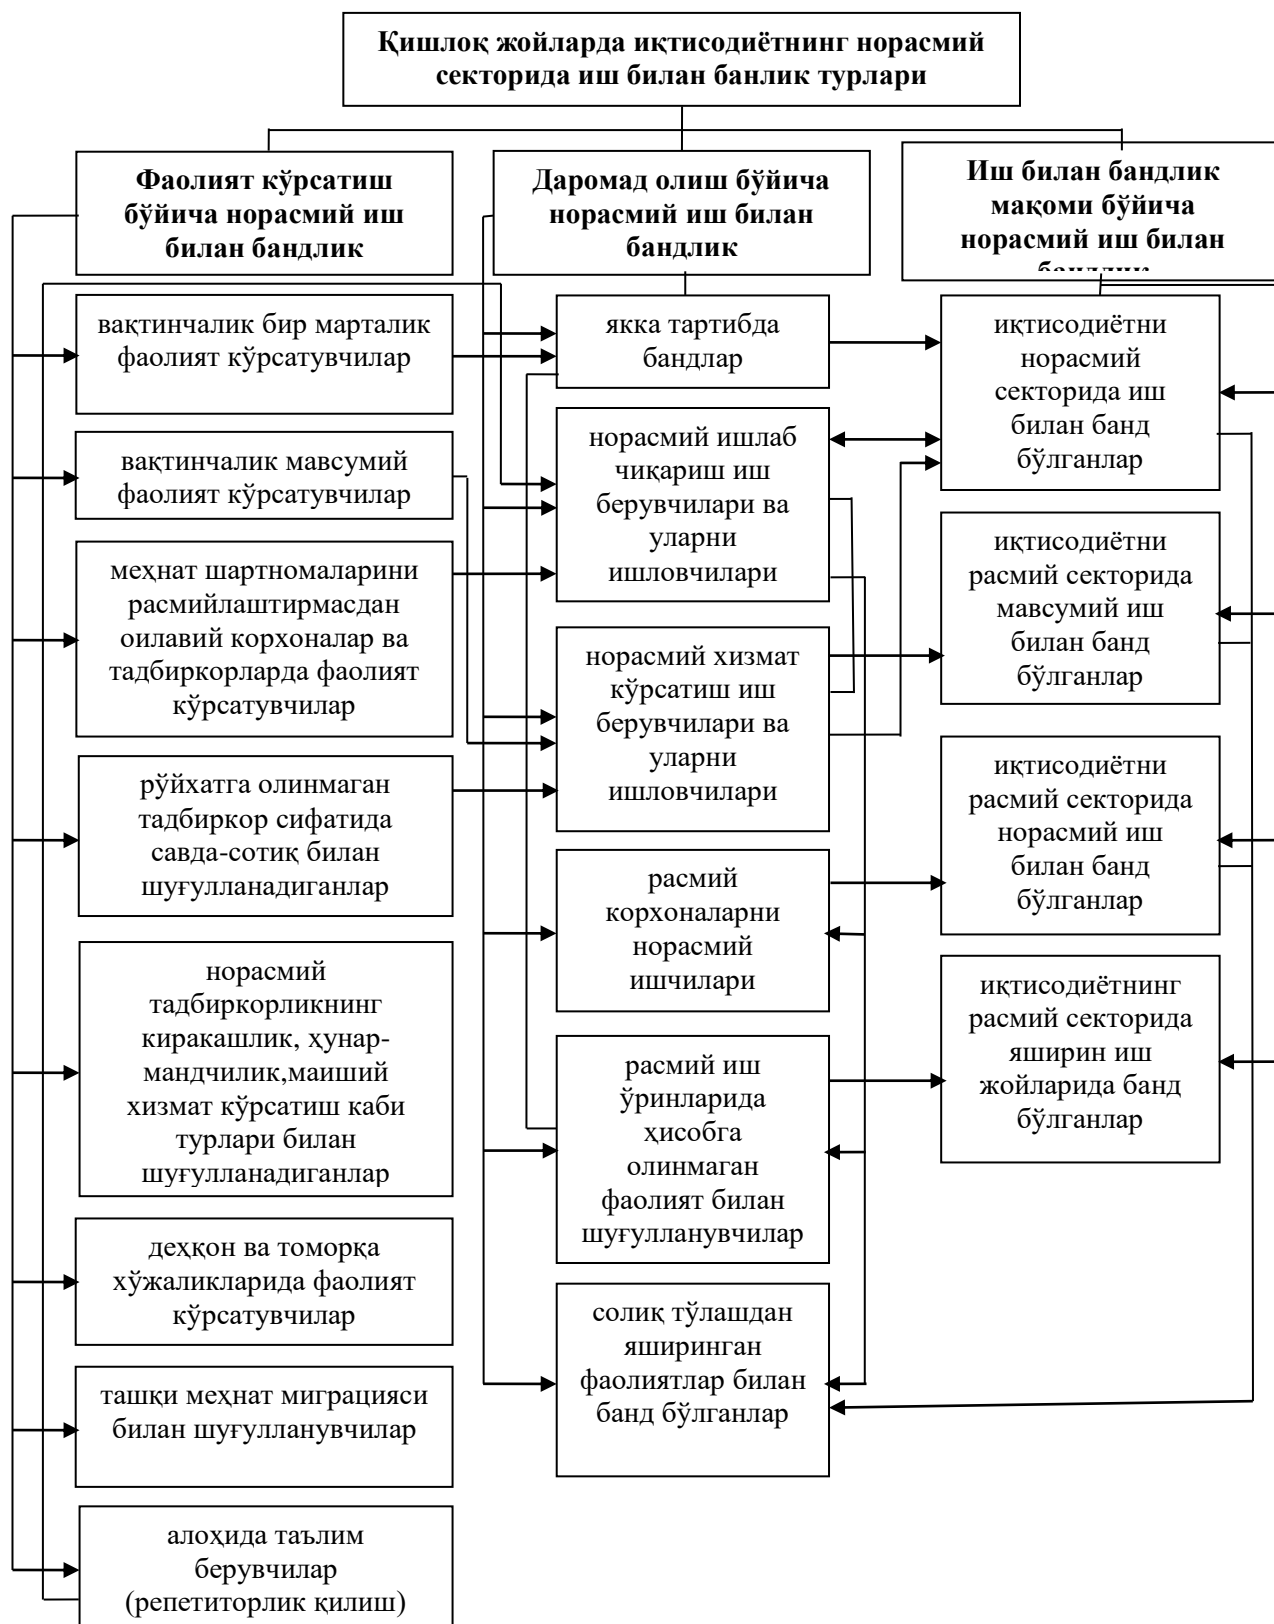 Қишлоқ жойларда иқтисодиётнинг норасмий
секторида иш билан банлик турлари
Фаолият кўрсатиш
бўйича норасмий иш
билан бандлик
вақтинчалик бир марталик
фаолият кўрсатувчилар
вақтинчалик мавсумий
фаолият кўрсатувчилар
меҳнат шартномаларини
расмийлаштирмасдан
оилавий корхоналар ва
тадбиркорларда фаолият
кўрсатувчилар
рўйхатга олинмаган
тадбиркор сифатида
савда-сотиқ билан
шуғулланадиганлар
норасмий
тадбиркорликнинг
киракашлик, ҳунар-
мандчилик,маиший
хизмат кўрсатиш каби
турлари билан
шуғулланадиганлар
деҳқон ва томорқа
хўжаликларида фаолият
кўрсатувчилар
ташқи меҳнат миграцияси
билан шуғулланувчилар
алоҳида таълим
берувчилар
(репетиторлик қилиш)
Даромад олиш бўйича
норасмий иш билан
бандлик
якка тартибда
бандлар
норасмий ишлаб
чиқариш иш
берувчилари ва
уларни
ишловчилари
норасмий хизмат
кўрсатиш иш
берувчилари ва
уларни
ишловчилари
расмий
корхоналарни
норасмий
ишчилари
расмий иш
ўринларида
ҳисобга
олинмаган
фаолият билан
шуғулланувчилар
солиқ тўлашдан
яширинган
фаолиятлар билан
банд бўлганлар
Иш билан бандлик
мақоми бўйича
норасмий иш билан
бандлик
иқтисодиётни
норасмий
секторида иш
билан банд
бўлганлар
иқтисодиётни
расмий секторида
мавсумий иш
билан банд
бўлганлар
иқтисодиётни
расмий секторида
норасмий иш
билан банд
бўлганлар
иқтисодиётнинг
расмий секторида
яширин иш
жойларида банд
бўлганлар